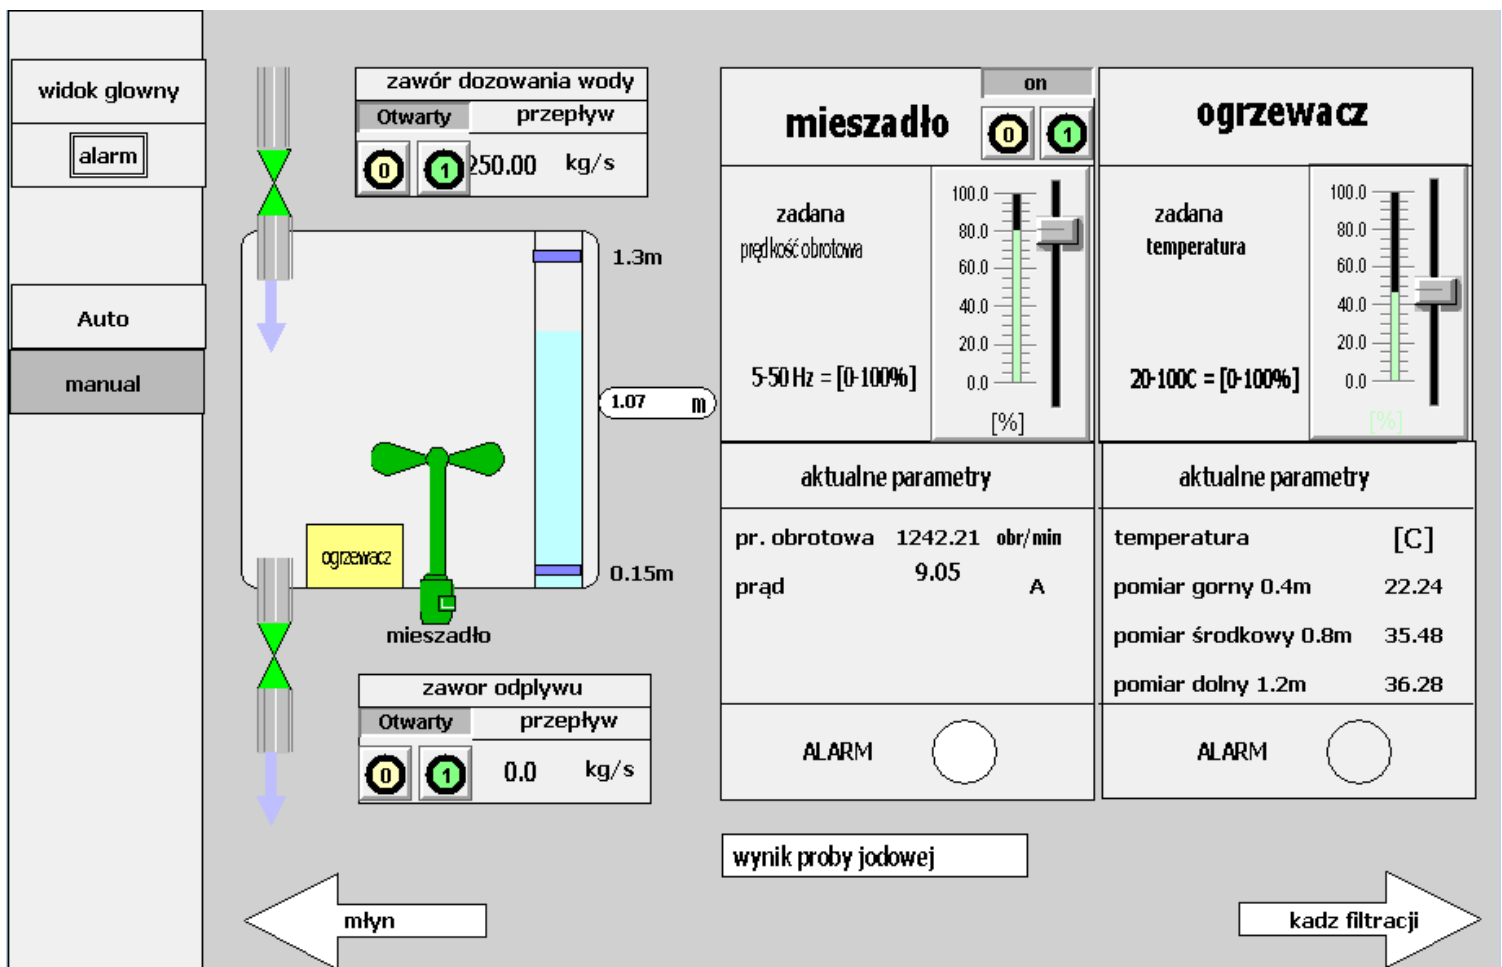 widok glowny
alarm
Auto
manual
zawór dozowania wody
Otwarty przepływ
0 1 250.00 kg/s
1.3m
1.07 m
ogrzewacz
0.15m
mieszadło
zawor odplywu
Otwarty przepływ
0 1 0.0 kg/s
młyn
mieszadło
on
0 1
zadana
prędkość obrotowa
5-50 Hz = [0-100%]
100.0
80.0
60.0
40.0
20.0
0.0
[%]
aktualne parametry
pr. obrotowa 1242.21 obr/min
prąd 9.05 A
ALARM
ogrzewacz
zadana
temperatura
20-100C = [0-100%]
100.0
80.0
60.0
40.0
20.0
0.0
[%]
aktualne parametry
temperatura [C]
pomiar gorny 0.4m 22.24
pomiar środkowy 0.8m 35.48
pomiar dolny 1.2m 36.28
ALARM
wynik proby jodowej
kadz filtracji